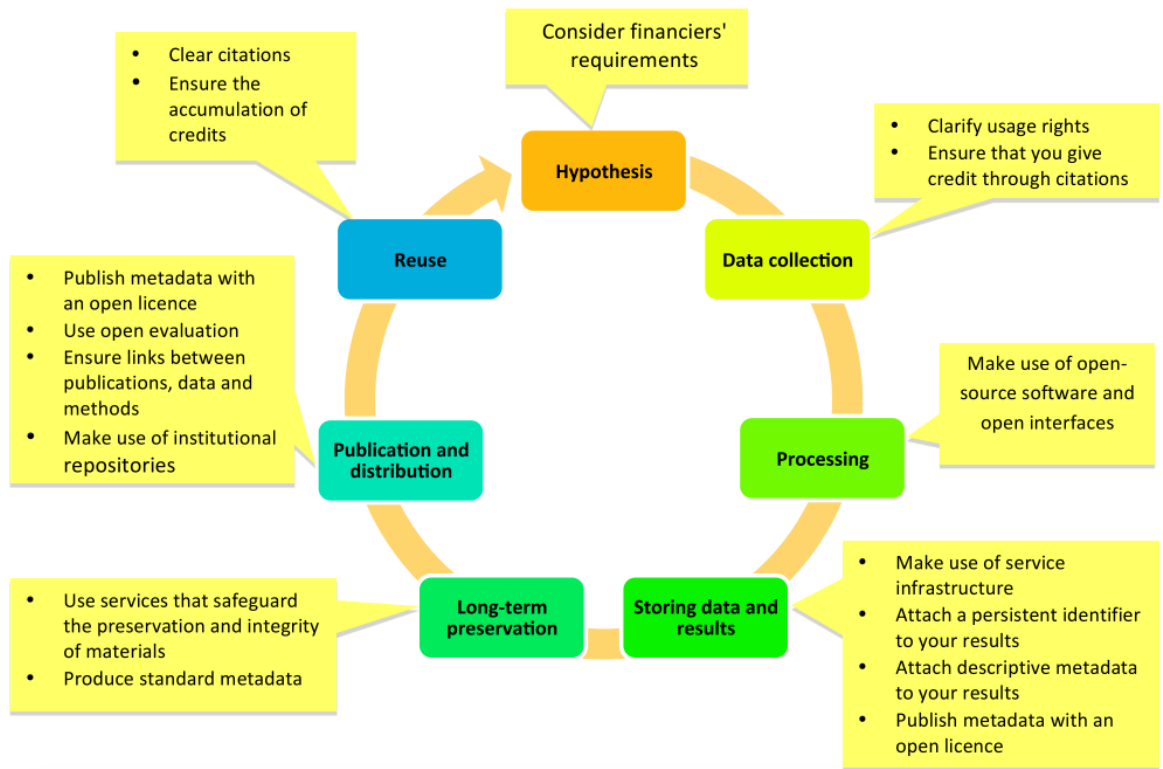 Consider financiers'
requirements
Hypothesis
• Clarify usage rights
• Ensure that you give
credit through citations
Data collection
Make use of open-
source software and
open interfaces
Processing
• Make use of service
infrastructure
• Attach a persistent identifier
to your results
• Attach descriptive metadata
to your results
• Publish metadata with an
open licence
Storing data and
results
• Use services that safeguard
the preservation and integrity
of materials
• Produce standard metadata
Long-term
preservation
• Publish metadata with
an open licence
• Use open evaluation
• Ensure links between
publications, data and
methods
• Make use of institutional
repositories
Publication and
distribution
• Clear citations
• Ensure the
accumulation of
credits
Reuse